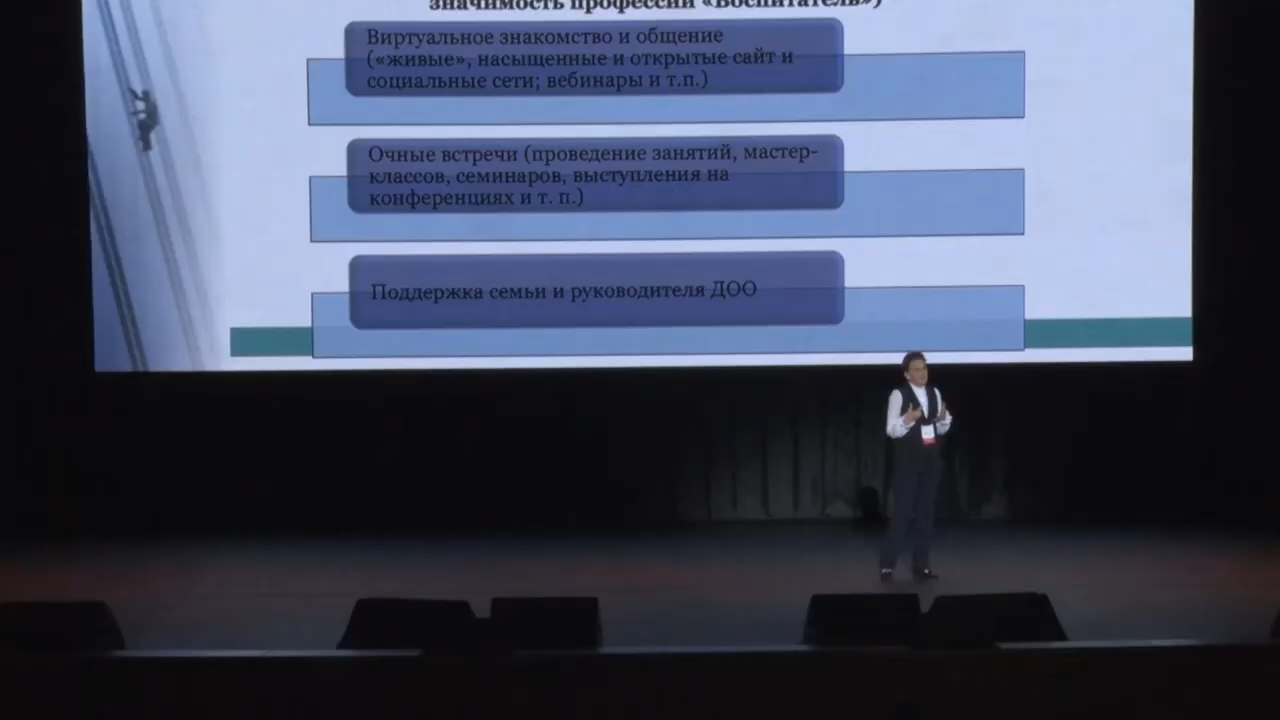 значимость профессии «Воспитатель»)
Виртуальное знакомство и общение
(«живые», насыщенные и открытые сайт и
социальные сети; вебинары и т.п.)
Очные встречи (проведение занятий, мастер-
классов, семинаров, выступления на
конференциях и т. п.)
Поддержка семьи и руководителя ДОО